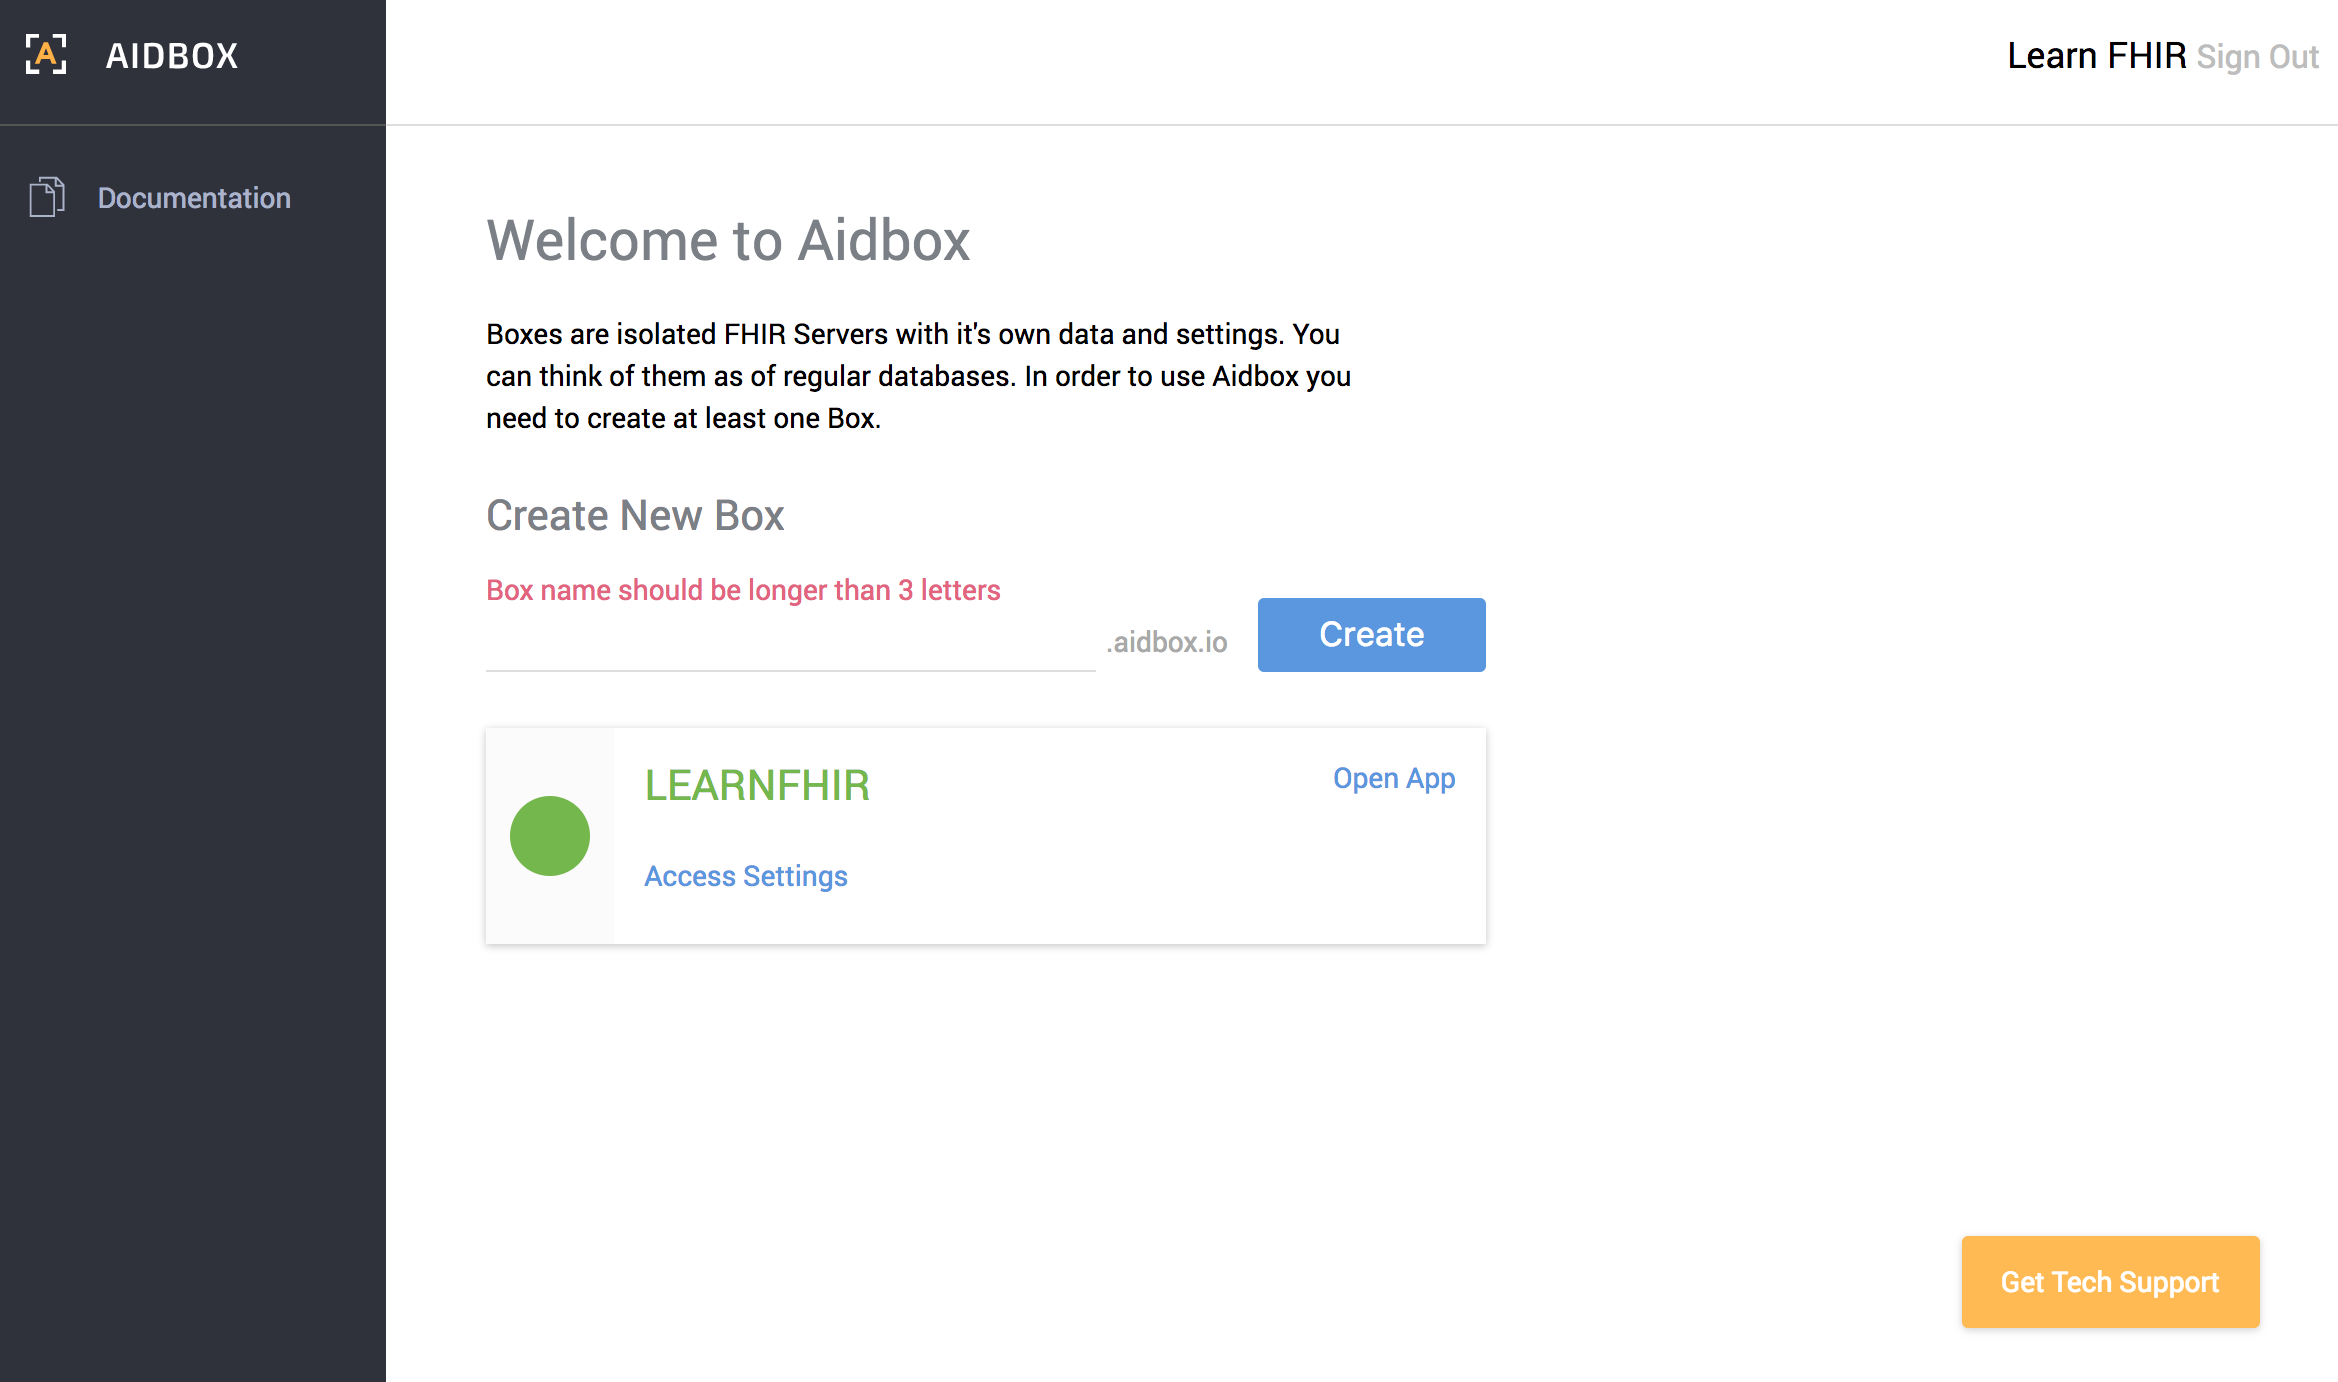 A AIDBOX
Learn FHIR Sign Out
Documentation
Welcome to Aidbox
Boxes are isolated FHIR Servers with it's own data and settings. You
can think of them as of regular databases. In order to use Aidbox you
need to create at least one Box.
Create New Box
Box name should be longer than 3 letters
.aidbox.io
Create
LEARNFHIR
Open App
Access Settings
Get Tech Support